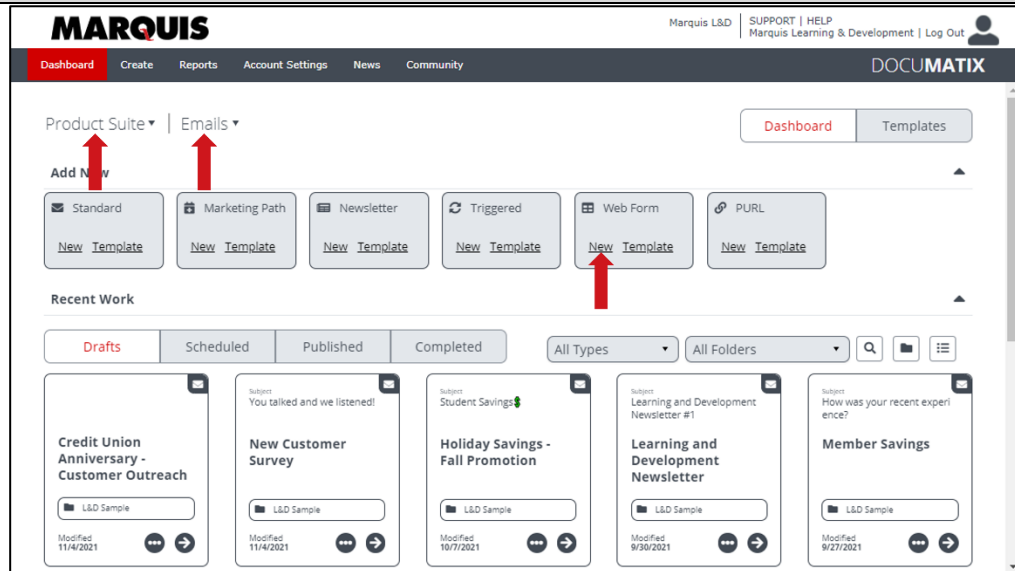 MARQUIS
Marquis L&D
SUPPORT | HELP
Marquis Learning & Development | Log Out
Dashboard Create Reports Account Settings News Community
DOCUMATIX
Product Suite | Emails
Dashboard Templates
Add New
Standard
New Template
Marketing Path
New Template
Newsletter
New Template
Triggered
New Template
Web Form
New Template
PURL
New Template
Recent Work
Drafts Scheduled Published Completed
All Types All Folders
Credit Union
Anniversary -
Customer Outreach
L&D Sample
Modified
11/4/2021
Subject
You talked and we listened!
New Customer
Survey
L&D Sample
Modified
11/4/2021
Subject
Student Savings
Holiday Savings -
Fall Promotion
L&D Sample
Modified
10/7/2021
Subject
Learning and Development
Newsletter #1
Learning and
Development
Newsletter
L&D Sample
Modified
9/30/2021
Subject
How was your recent experi
ence?
Member Savings
L&D Sample
Modified
9/27/2021